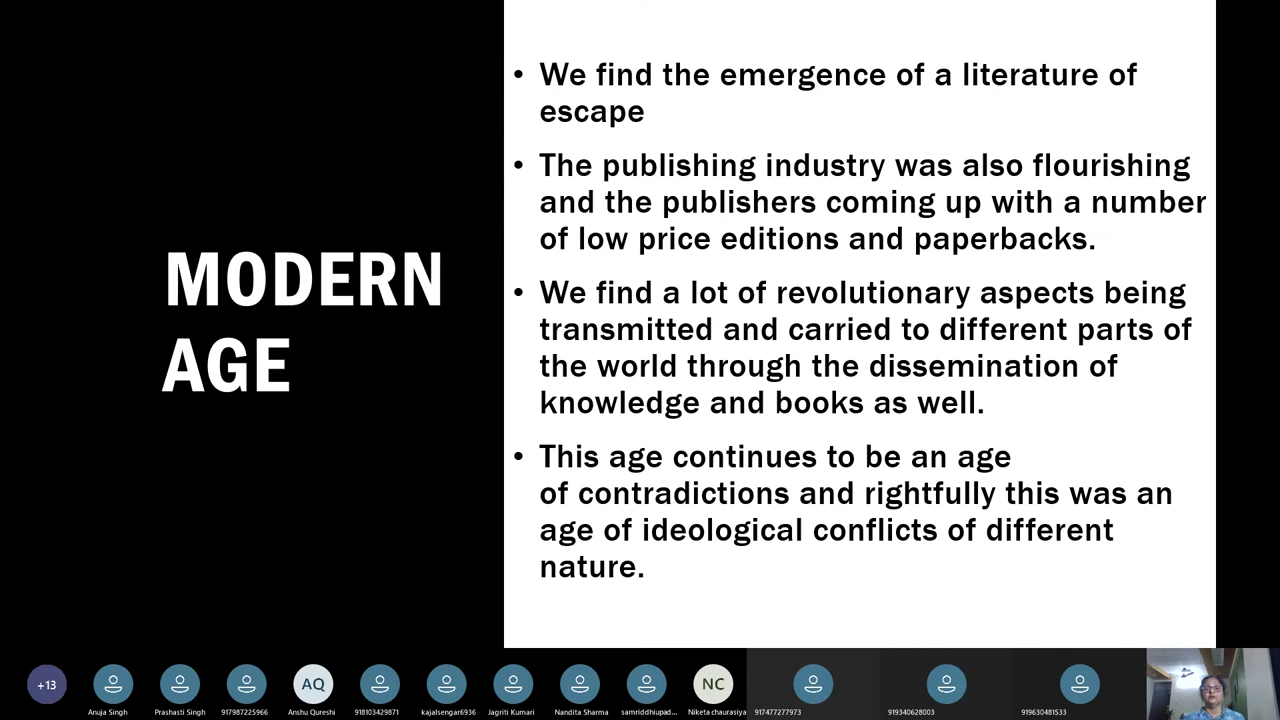 MODERN
AGE
• We find the emergence of a literature of
escape
• The publishing industry was also flourishing
and the publishers coming up with a number
of low price editions and paperbacks.
• We find a lot of revolutionary aspects being
transmitted and carried to different parts of
the world through the dissemination of
knowledge and books as well.
• This age continues to be an age
of contradictions and rightfully this was an
age of ideological conflicts of different
nature.
+13
AQ
NC
Anuja Singh
Prashasti Singh
917987225966
Anshu Qureshi
918103429871
kajalsengar6936
Jagriti Kumari
Nandita Sharma
samriddhiupad...
Niketa chaurasiya
917477277973
919340628003
919630481533